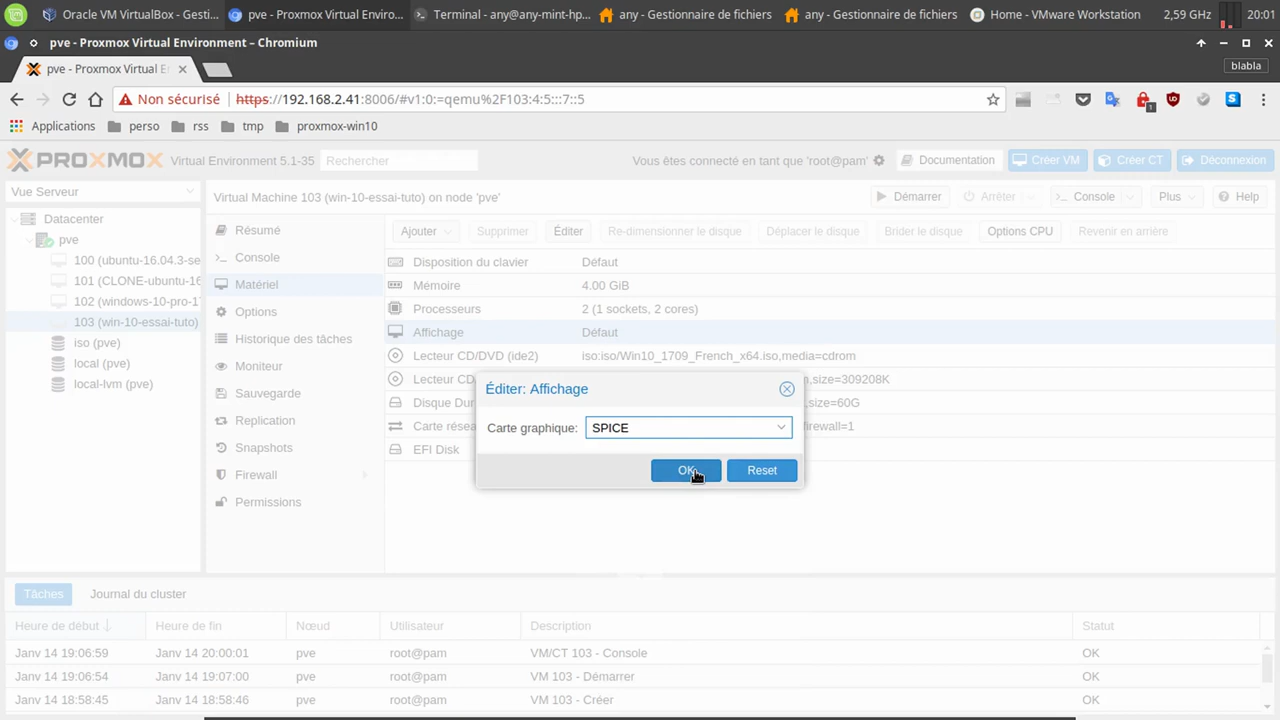 Oracle VM VirtualBox - Gesti... pve - Proxmox Virtual Enviro... Terminal - any@any-mint-hp... any - Gestionnaire de fichiers any - Gestionnaire de fichiers Home - VMware Workstation 2,59 GHz 20:01
pve - Proxmox Virtual Environment – Chromium
pve - Proxmox Virtual E blabla
Non sécurisé https://192.168.2.41:8006/#v1:0:=qemu%2F103:4:5:::7::5
Applications perso rss tmp proxmox-win10
PROXMOX Virtual Environment 5.1-35 Rechercher Vous êtes connecté en tant que 'root@pam' Documentation Créer VM Créer CT Déconnexion
Vue Serveur Virtual Machine 103 (win-10-essai-tuto) on node 'pve' Démarrer Arrêter Console Plus Help
Datacenter
pve
100 (ubuntu-16.04.3-se
101 (CLONE-ubuntu-16
102 (windows-10-pro-1
103 (win-10-essai-tuto)
iso (pve)
local (pve)
local-lvm (pve)
Résumé
Console
Matériel
Options
Historique des tâches
Moniteur
Sauvegarde
Replication
Snapshots
Firewall
Permissions
Ajouter Supprimer Éditer Re-dimensionner le disque Déplacer le disque Brider le disque Options CPU Revenir en arrière
Disposition du clavier Défaut
Mémoire 4.00 GiB
Processeurs 2 (1 sockets, 2 cores)
Affichage Défaut
Lecteur CD/DVD (ide2) iso:iso/Win10_1709_French_x64.iso,media=cdrom
Lecteur CD ,size=309208K
Disque Dur ,size=60G
Carte résea firewall=1
EFI Disk
Éditer: Affichage
Carte graphique: SPICE
OK Reset
Tâches Journal du cluster
Heure de début Heure de fin Nœud Utilisateur Description Statut
Janv 14 19:06:59 Janv 14 20:00:01 pve root@pam VM/CT 103 - Console OK
Janv 14 19:06:54 Janv 14 19:07:00 pve root@pam VM 103 - Démarrer OK
Janv 14 18:58:45 Janv 14 18:58:46 pve root@pam VM 103 - Créer OK